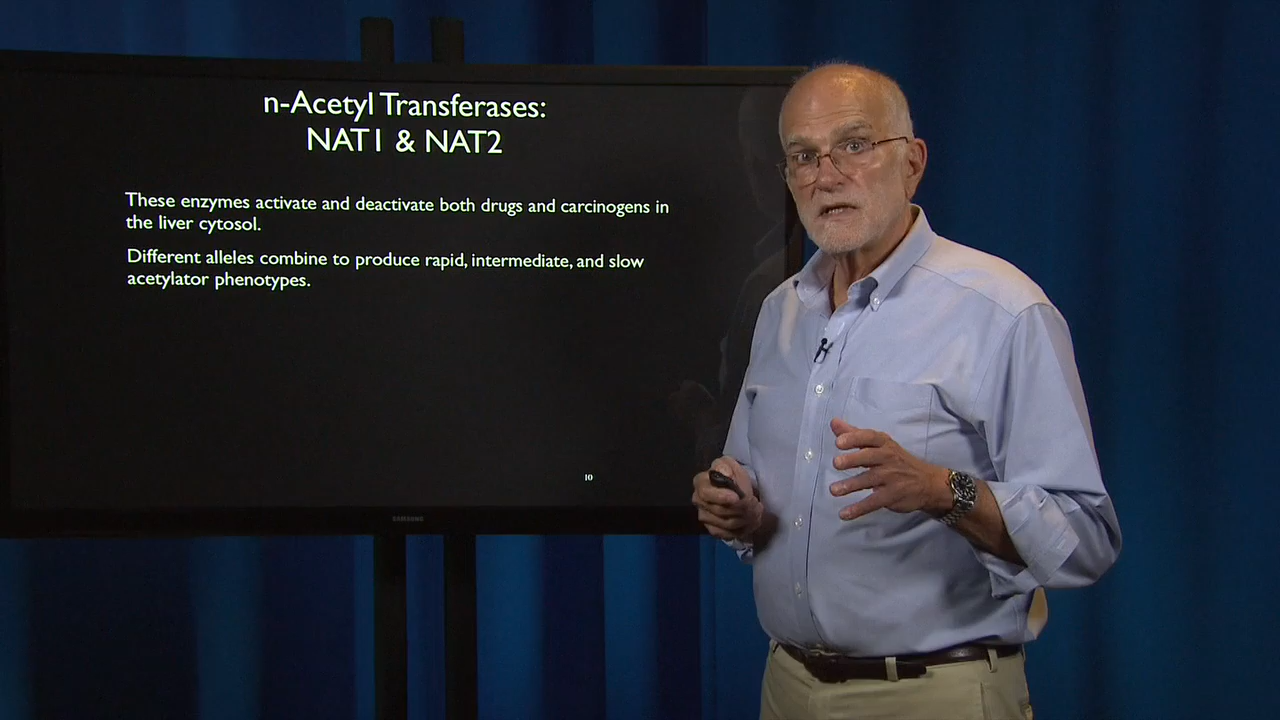 n-Acetyl Transferases:
NAT1 & NAT2
These enzymes activate and deactivate both drugs and carcinogens in
the liver cytosol.
Different alleles combine to produce rapid, intermediate, and slow
acetylator phenotypes.
10
SAMSUNG